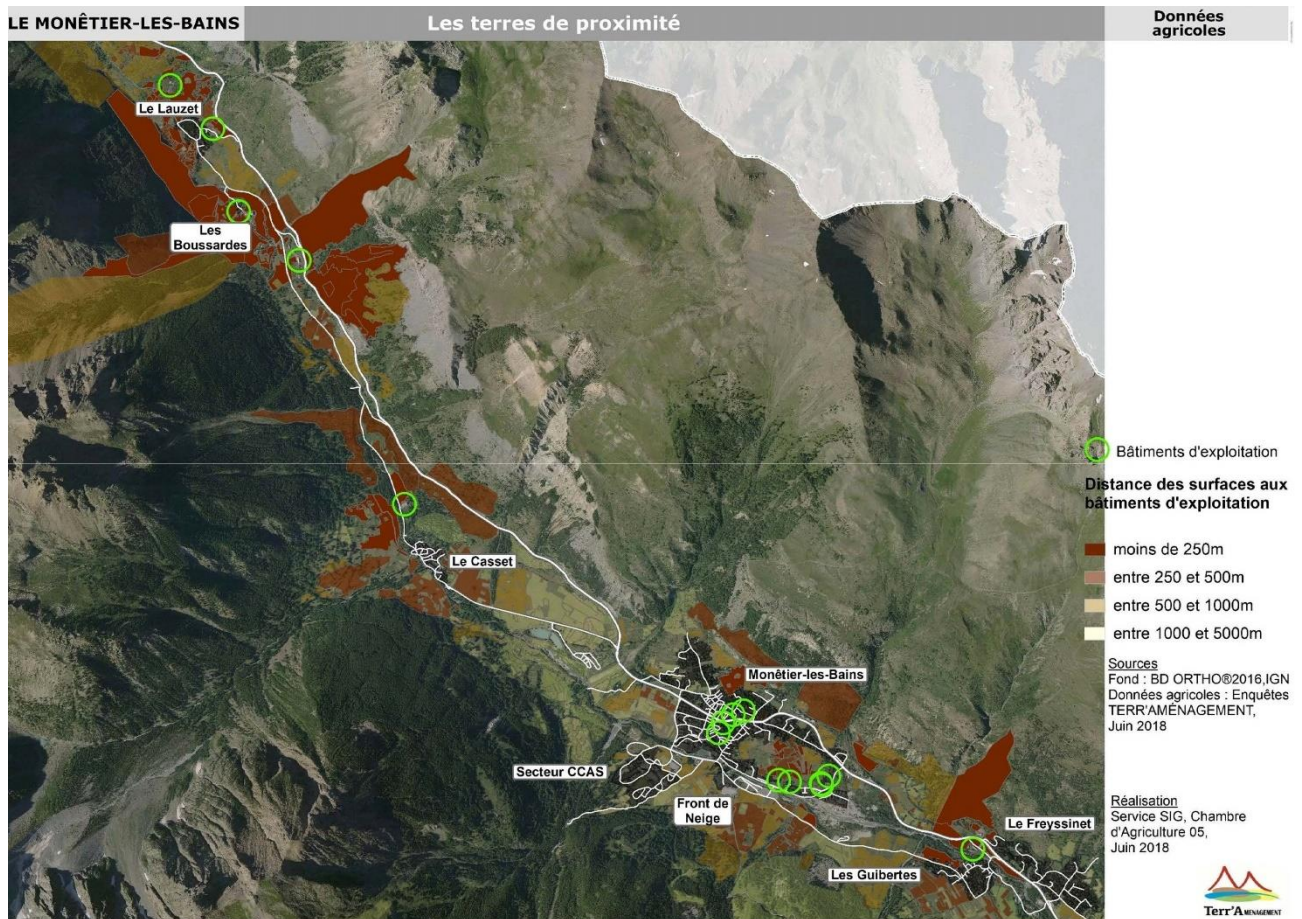 LE MONÊTIER-LES-BAINS
Les terres de proximité
Données
agricoles
Le Lauzet
Les
Boussardes
Le Casset
Monêtier-les-Bains
Secteur CCAS
Front de
Neige
Le Freyssinet
Les Guibertes
Bâtiments d'exploitation
Distance des surfaces aux
bâtiments d'exploitation
moins de 250m
entre 250 et 500m
entre 500 et 1000m
entre 1000 et 5000m
Sources
Fond : BD ORTHO®2016,IGN
Données agricoles : Enquêtes
TERR'AMÉNAGEMENT,
Juin 2018
Réalisation
Service SIG, Chambre
d'Agriculture 05,
Juin 2018
Terr'AMENAGEMENT